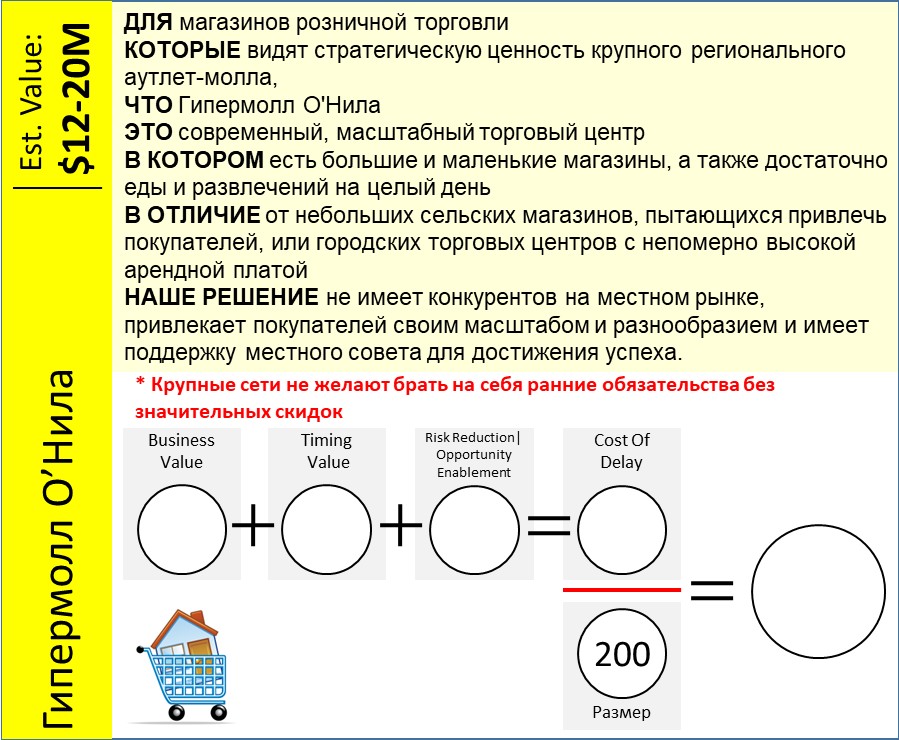 Est. Value:
$12-20M
Гипермолл О’Нила
ДЛЯ магазинов розничной торговли
КОТОРЫЕ видят стратегическую ценность крупного регионального
аутлет-молла,
ЧТО Гипермолл О'Нила
ЭТО современный, масштабный торговый центр
В КОТОРОМ есть большие и маленькие магазины, а также достаточно
еды и развлечений на целый день
В ОТЛИЧИЕ от небольших сельских магазинов, пытающихся привлечь
покупателей, или городских торговых центров с непомерно высокой
арендной платой
НАШЕ РЕШЕНИЕ не имеет конкурентов на местном рынке,
привлекает покупателей своим масштабом и разнообразием и имеет
поддержку местного совета для достижения успеха.
* Крупные сети не желают брать на себя ранние обязательства без
значительных скидок
Business
Value
+
Timing
Value
+
Risk Reduction|
Opportunity
Enablement
=
Cost Of
Delay
=
200
Размер